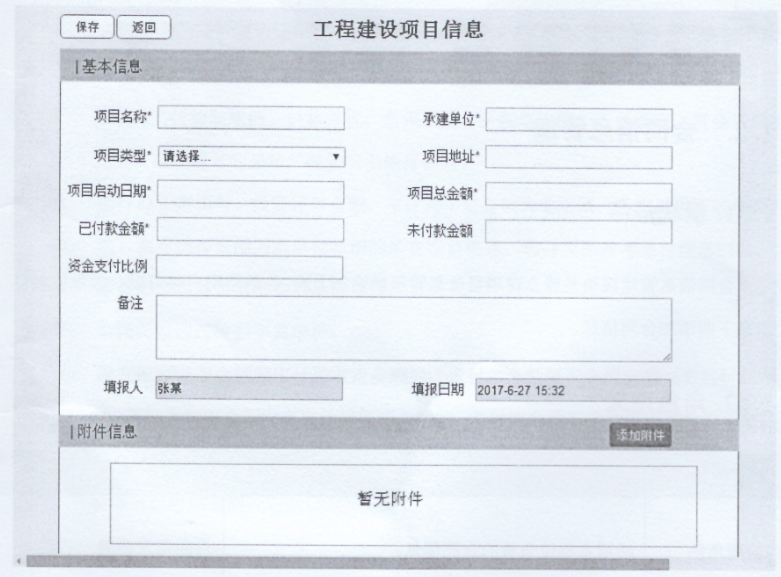 保存 返回 工程建设项目信息
|基本信息
项目名称* 承建单位*
项目类型* 请选择... 项目地址*
项目启动日期* 项目总金额*
已付款金额* 未付款金额
资金支付比例
备注
填报人 张某 填报日期 2017-6-27 15:32
|附件信息 添加附件
暂无附件